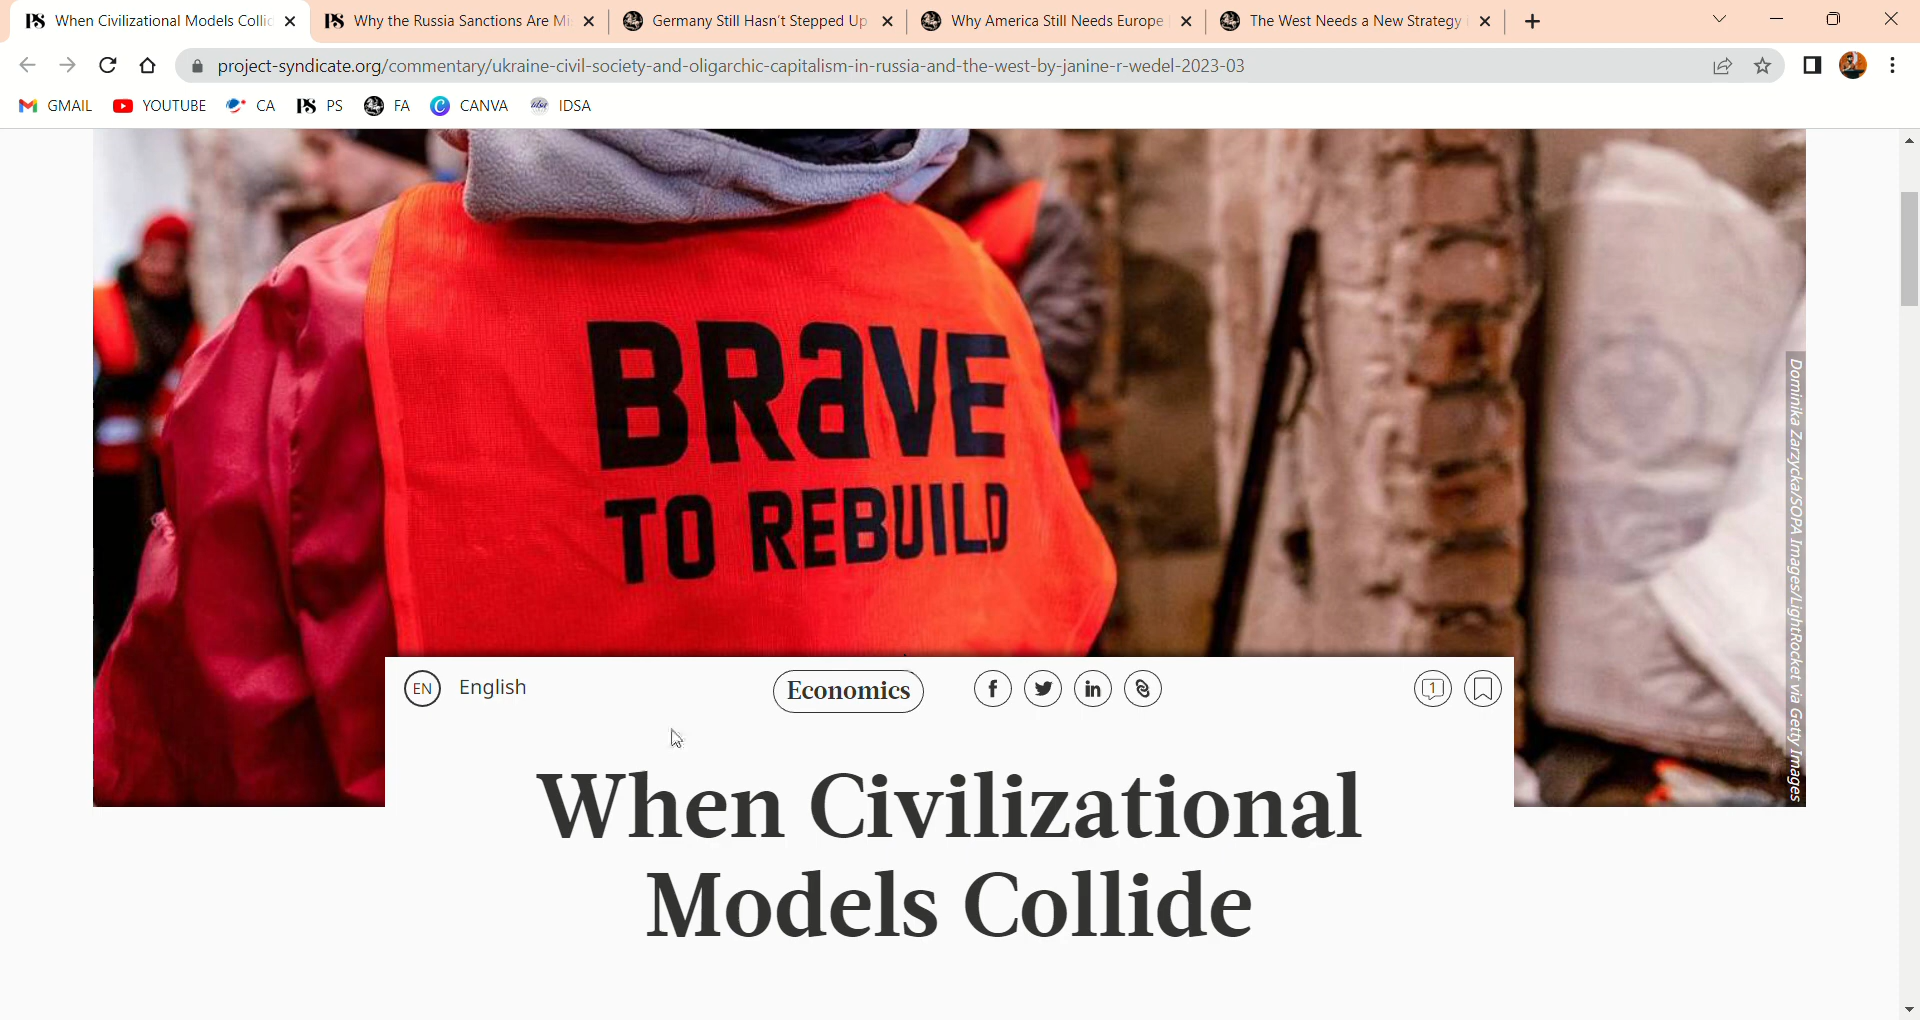 When Civilizational Models Collid
Why the Russia Sanctions Are Mi
Germany Still Hasn't Stepped Up
Why America Still Needs Europe
The West Needs a New Strategy
project-syndicate.org/commentary/ukraine-civil-society-and-oligarchic-capitalism-in-russia-and-the-west-by-janine-r-wedel-2023-03
GMAIL YOUTUBE CA PS FA CANVA IDSA
BRaVE
TO REBUILD
Dominika Zarzycka/SOPA Images/LightRocket via Getty Images
EN English Economics 1
When Civilizational
Models Collide